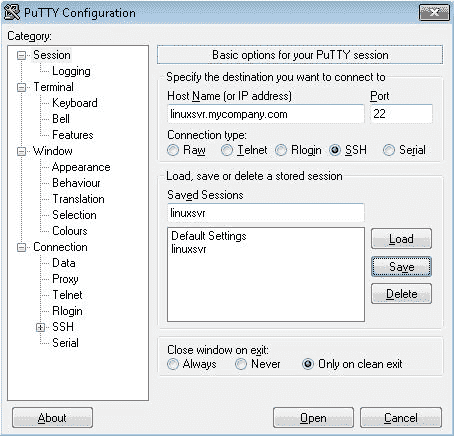 PuTTY Configuration
Category:
Session
Logging
Terminal
Keyboard
Bell
Features
Window
Appearance
Behaviour
Translation
Selection
Colours
Connection
Data
Proxy
Telnet
Rlogin
SSH
Serial
Basic options for your PuTTY session
Specify the destination you want to connect to
Host Name (or IP address) Port
linuxsvr.mycompany.com 22
Connection type:
Raw Telnet Rlogin SSH Serial
Load, save or delete a stored session
Saved Sessions
linuxsvr
Default Settings
linuxsvr
Load
Save
Delete
Close window on exit:
Always Never Only on clean exit
About Open Cancel